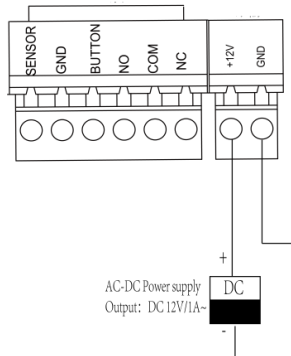 SENSOR
GND
BUTTON
NO
COM
NC
+12V
GND
+
AC-DC Power supply
DC
Output: DC 12V/1A~
-